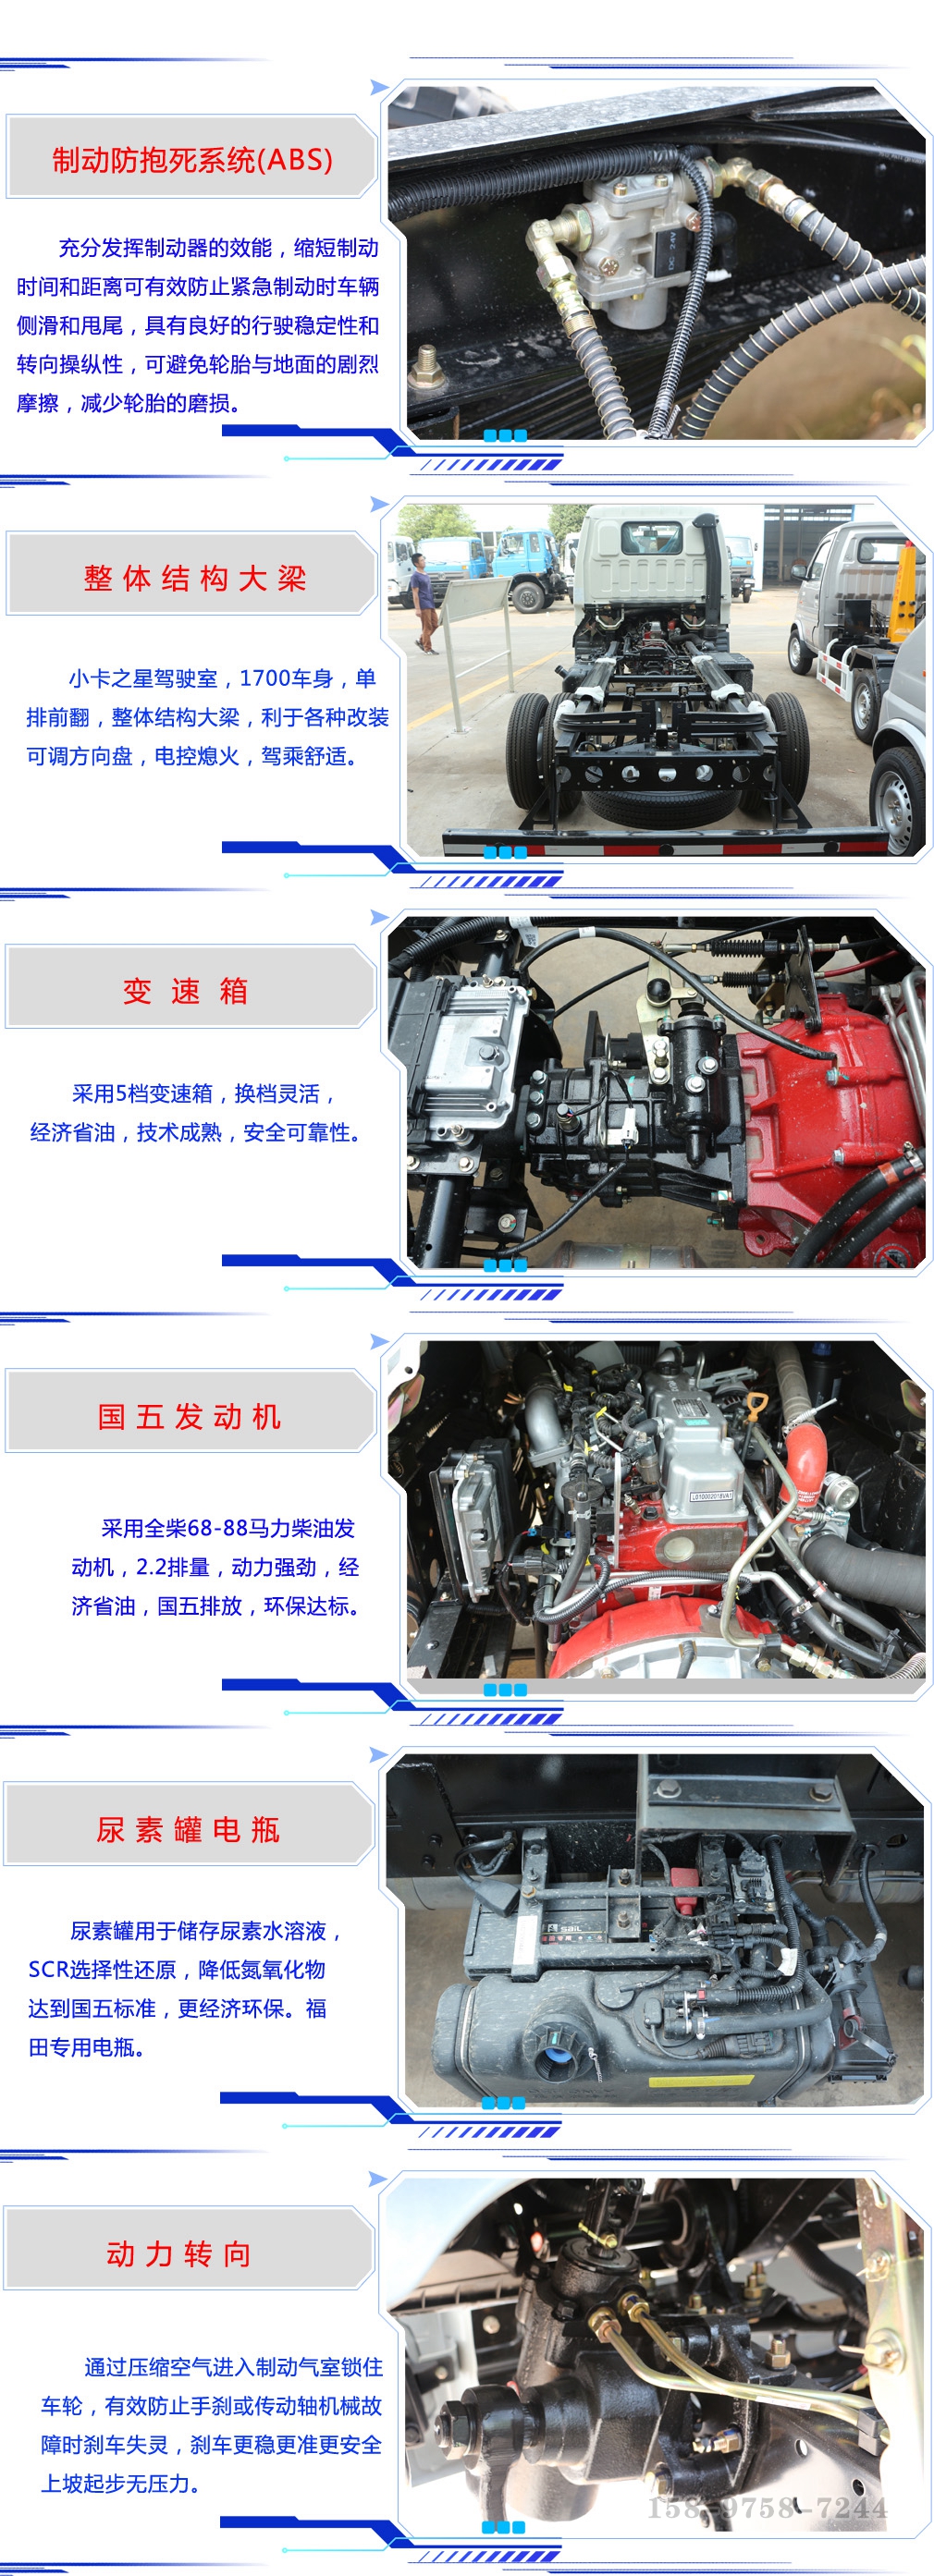 制动防抱死系统(ABS)
充分发挥制动器的效能，缩短制动
时间和距离可有效防止紧急制动时车辆
侧滑和甩尾，具有良好的行驶稳定性和
转向操纵性，可避免轮胎与地面的剧烈
摩擦，减少轮胎的磨损。
DC 24V
整体结构大梁
小卡之星驾驶室，1700车身，单
排前翻，整体结构大梁，利于各种改装
可调方向盘，电控熄火，驾乘舒适。
变速箱
采用5档变速箱，换档灵活，
经济省油，技术成熟，安全可靠性。
国五发动机
采用全柴68-88马力柴油发
动机，2.2排量，动力强劲，经
济省油，国五排放，环保达标。
尿素罐电瓶
尿素罐用于储存尿素水溶液，
SCR选择性还原，降低氮氧化物
达到国五标准，更经济环保。福
田专用电瓶。
sail
动力转向
通过压缩空气进入制动气室锁住
车轮，有效防止手刹或传动轴机械故
障时刹车失灵，刹车更稳更准更安全
上坡起步无压力。
158-9758-7244